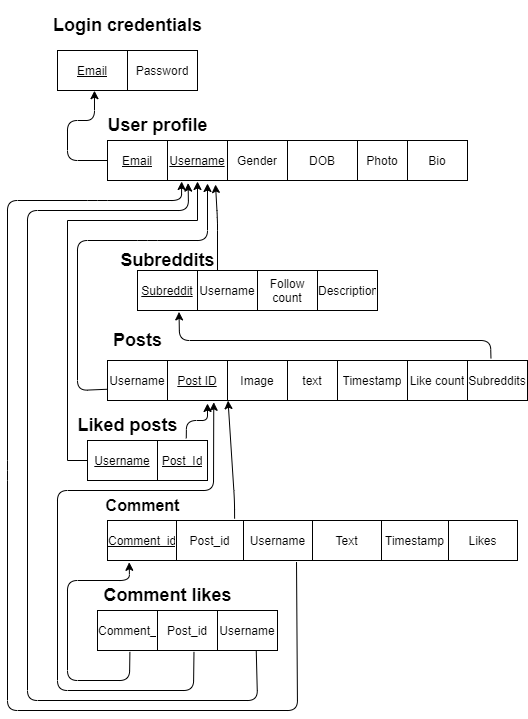 Login credentials
Email Password
User profile
Email Username Gender DOB Photo Bio
Subreddits
Subreddit Username Follow count Description
Posts
Username Post ID Image text Timestamp Like count Subreddits
Liked posts
Username Post_Id
Comment
Comment_id Post_id Username Text Timestamp Likes
Comment likes
Comment_ Post_id Username